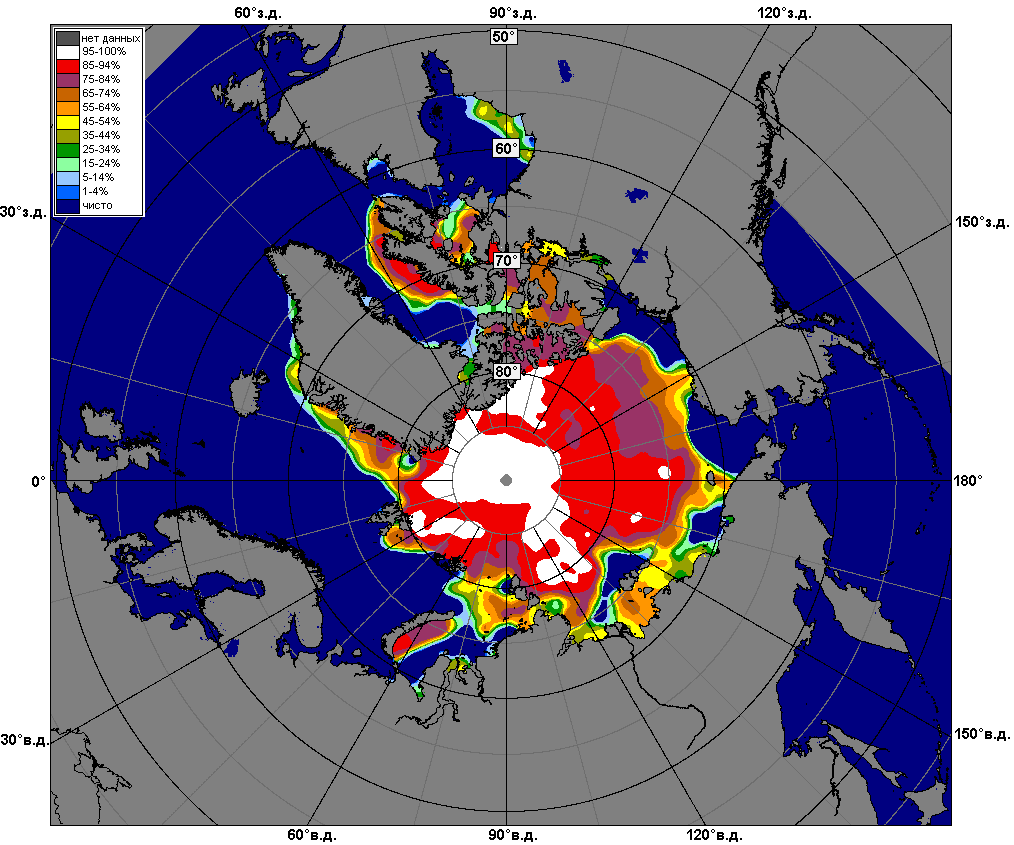 60°з.д.
90°з.д.
120°з.д.
50°
нет данных
95-100%
85-94%
75-84%
65-74%
55-64%
45-54%
35-44%
25-34%
15-24%
5-14%
1-4%
чисто
60°
30°з.д.
150°з.д.
70°
80°
0°
180°
30°в.д.
150°в.д.
60°в.д.
90°в.д.
120°в.д.